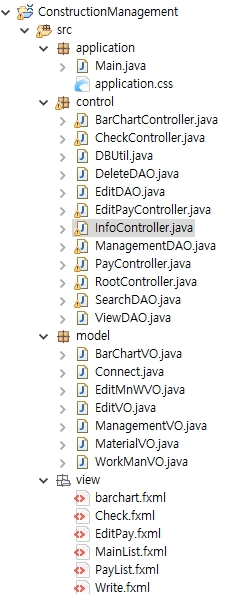 ConstructionManagement
src
application
Main.java
application.css
control
BarChartController.java
CheckController.java
DBUtil.java
DeleteDAO.java
EditDAO.java
EditPayController.java
InfoController.java
ManagementDAO.java
PayController.java
RootController.java
SearchDAO.java
ViewDAO.java
model
BarChartVO.java
Connect.java
EditMnWVO.java
EditVO.java
ManagementVO.java
MaterialVO.java
WorkManVO.java
view
barchart.fxml
Check.fxml
EditPay.fxml
MainList.fxml
PayList.fxml
Write.fxml